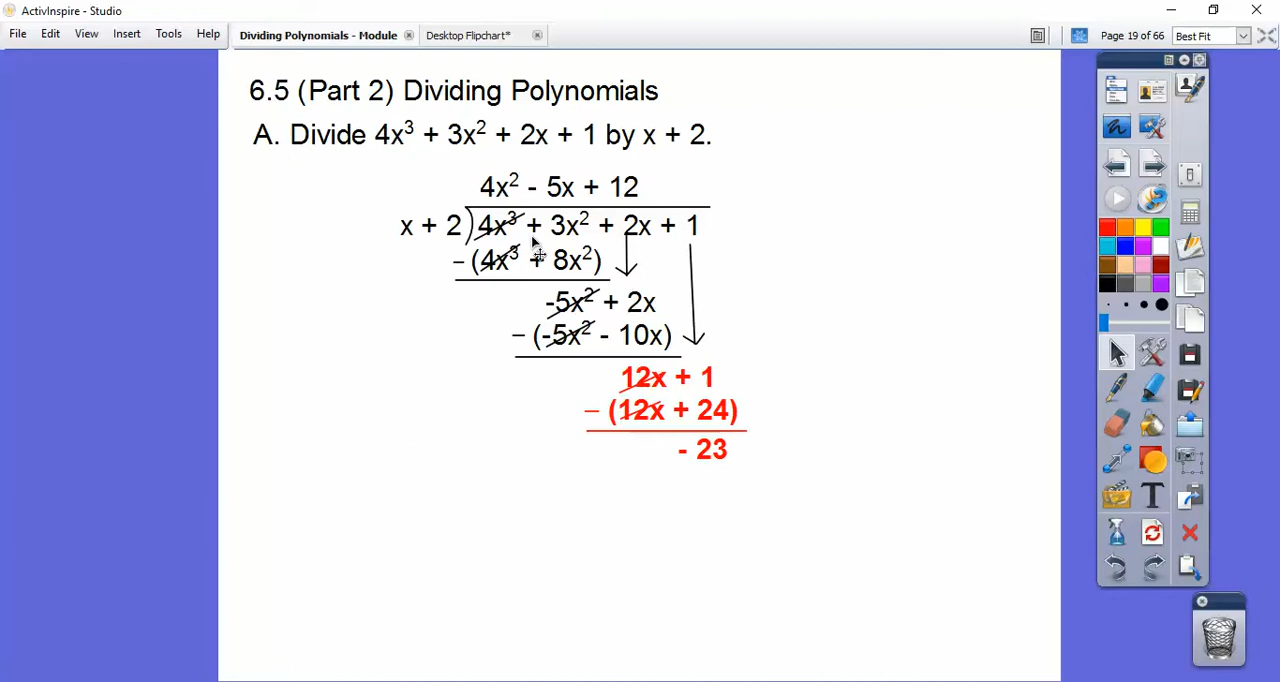 ActivInspire - Studio
File Edit View Insert Tools Help
Dividing Polynomials - Module
Desktop Flipchart*
Page 19 of 66
Best Fit
6.5 (Part 2) Dividing Polynomials
A. Divide 4x³ + 3x² + 2x + 1 by x + 2.
4x² - 5x + 12
x + 2)4x³ + 3x² + 2x + 1
– (4x³ + 8x²)
-5x² + 2x
– (-5x² - 10x)
12x + 1
– (12x + 24)
- 23